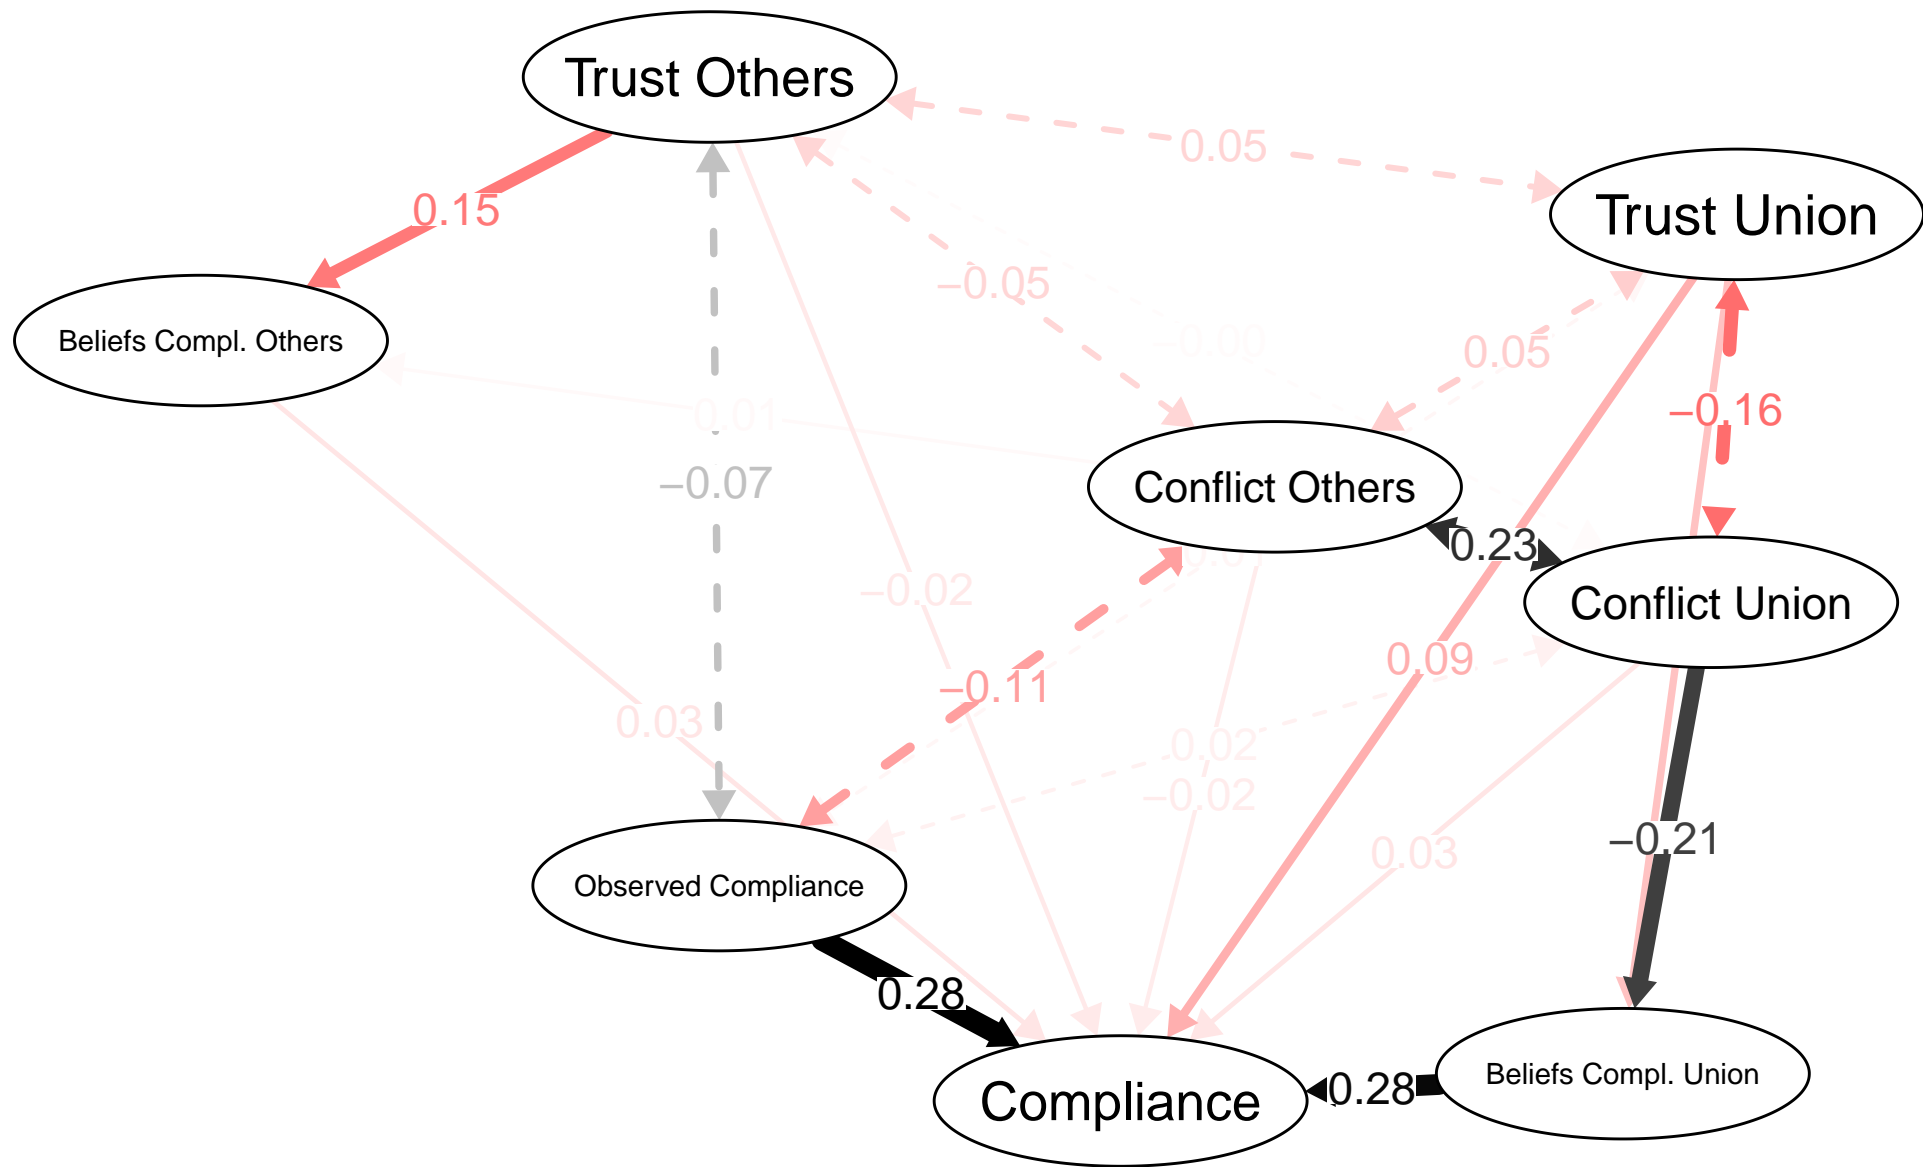 Trust Others
0.05
Trust Union
0.15
−0.05
−0.00
0.05
Beliefs Compl. Others
−0.16
0.01
−0.07
Conflict Others
0.23
−0.02
Conflict Union
−0.11
0.09
0.03
0.02
−0.02
−0.21
0.03
Observed Compliance
0.28
Compliance
0.28
Beliefs Compl. Union